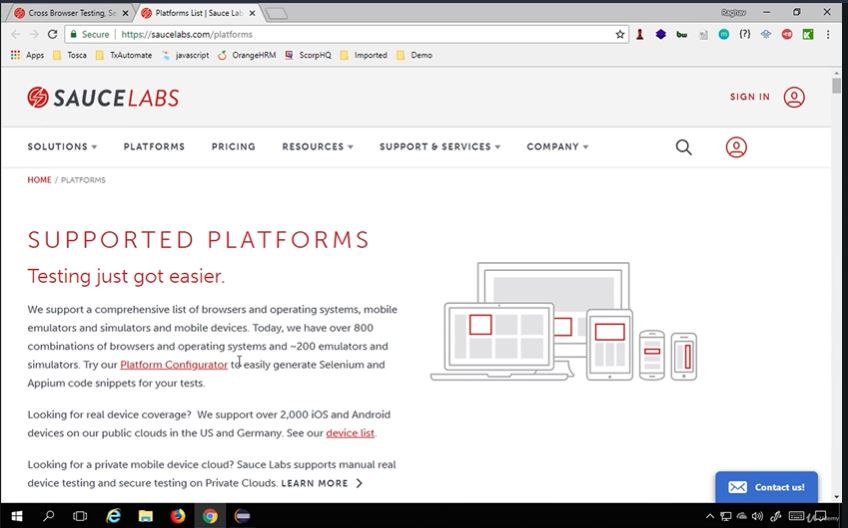 Cross Browser Testing, Se
Platforms List | Sauce Lab
Raghav
Secure
https://saucelabs.com/platforms
Apps
Tosca
TxAutomate
javascript
OrangeHRM
ScorpHQ
Imported
Demo
SAUCELABS
SIGN IN
SOLUTIONS
PLATFORMS
PRICING
RESOURCES
SUPPORT & SERVICES
COMPANY
HOME / PLATFORMS
SUPPORTED PLATFORMS
Testing just got easier.
We support a comprehensive list of browsers and operating systems, mobile
emulators and simulators and mobile devices. Today, we have over 800
combinations of browsers and operating systems and ~200 emulators and
simulators. Try our Platform Configurator to easily generate Selenium and
Appium code snippets for your tests.
Looking for real device coverage? We support over 2,000 iOS and Android
devices on our public clouds in the US and Germany. See our device list.
Looking for a private mobile device cloud? Sauce Labs supports manual real
device testing and secure testing on Private Clouds. LEARN MORE
Contact us!
Udemy